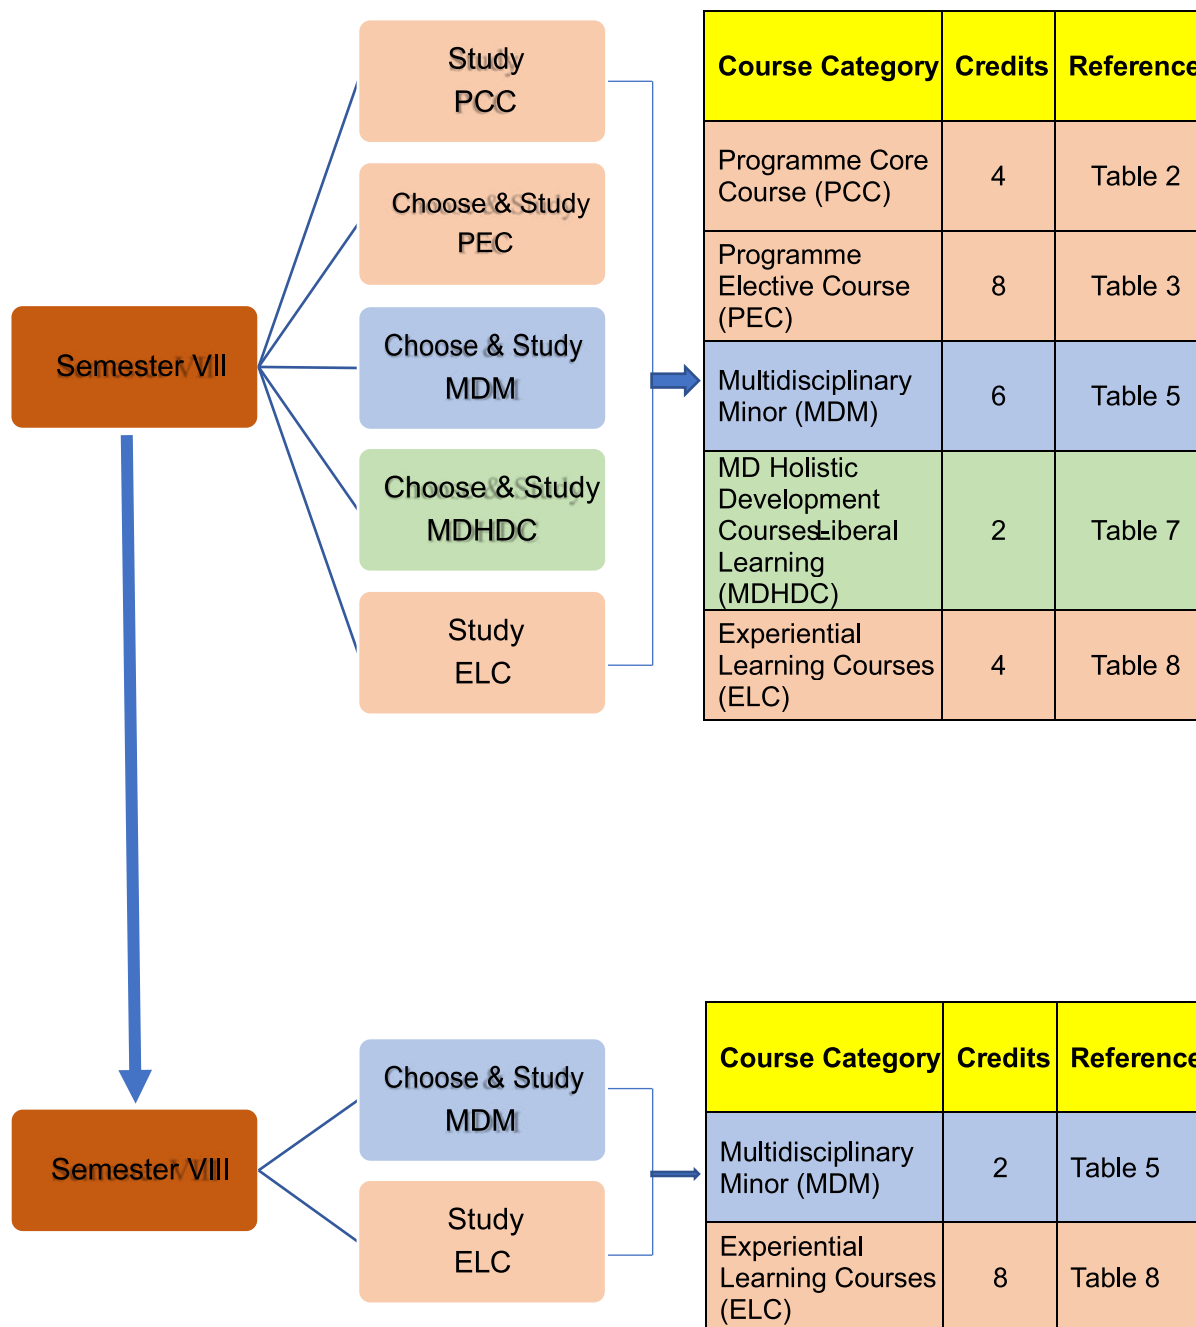 Semester VII
Study
PCC
Choose & Study
PEC
Choose & Study
MDM
Choose & Study
MDHDC
Study
ELC
Course Category Credits Reference
Programme Core
Course (PCC) 4 Table 2
Programme
Elective Course 8 Table 3
(PEC)
Multidisciplinary
Minor (MDM) 6 Table 5
MD Holistic
Development
Courses-Liberal 2 Table 7
Learning
(MDHDC)
Experiential
Learning Courses 4 Table 8
(ELC)
Semester VIII
Choose & Study
MDM
Study
ELC
Course Category Credits Reference
Multidisciplinary
Minor (MDM) 2 Table 5
Experiential
Learning Courses 8 Table 8
(ELC)